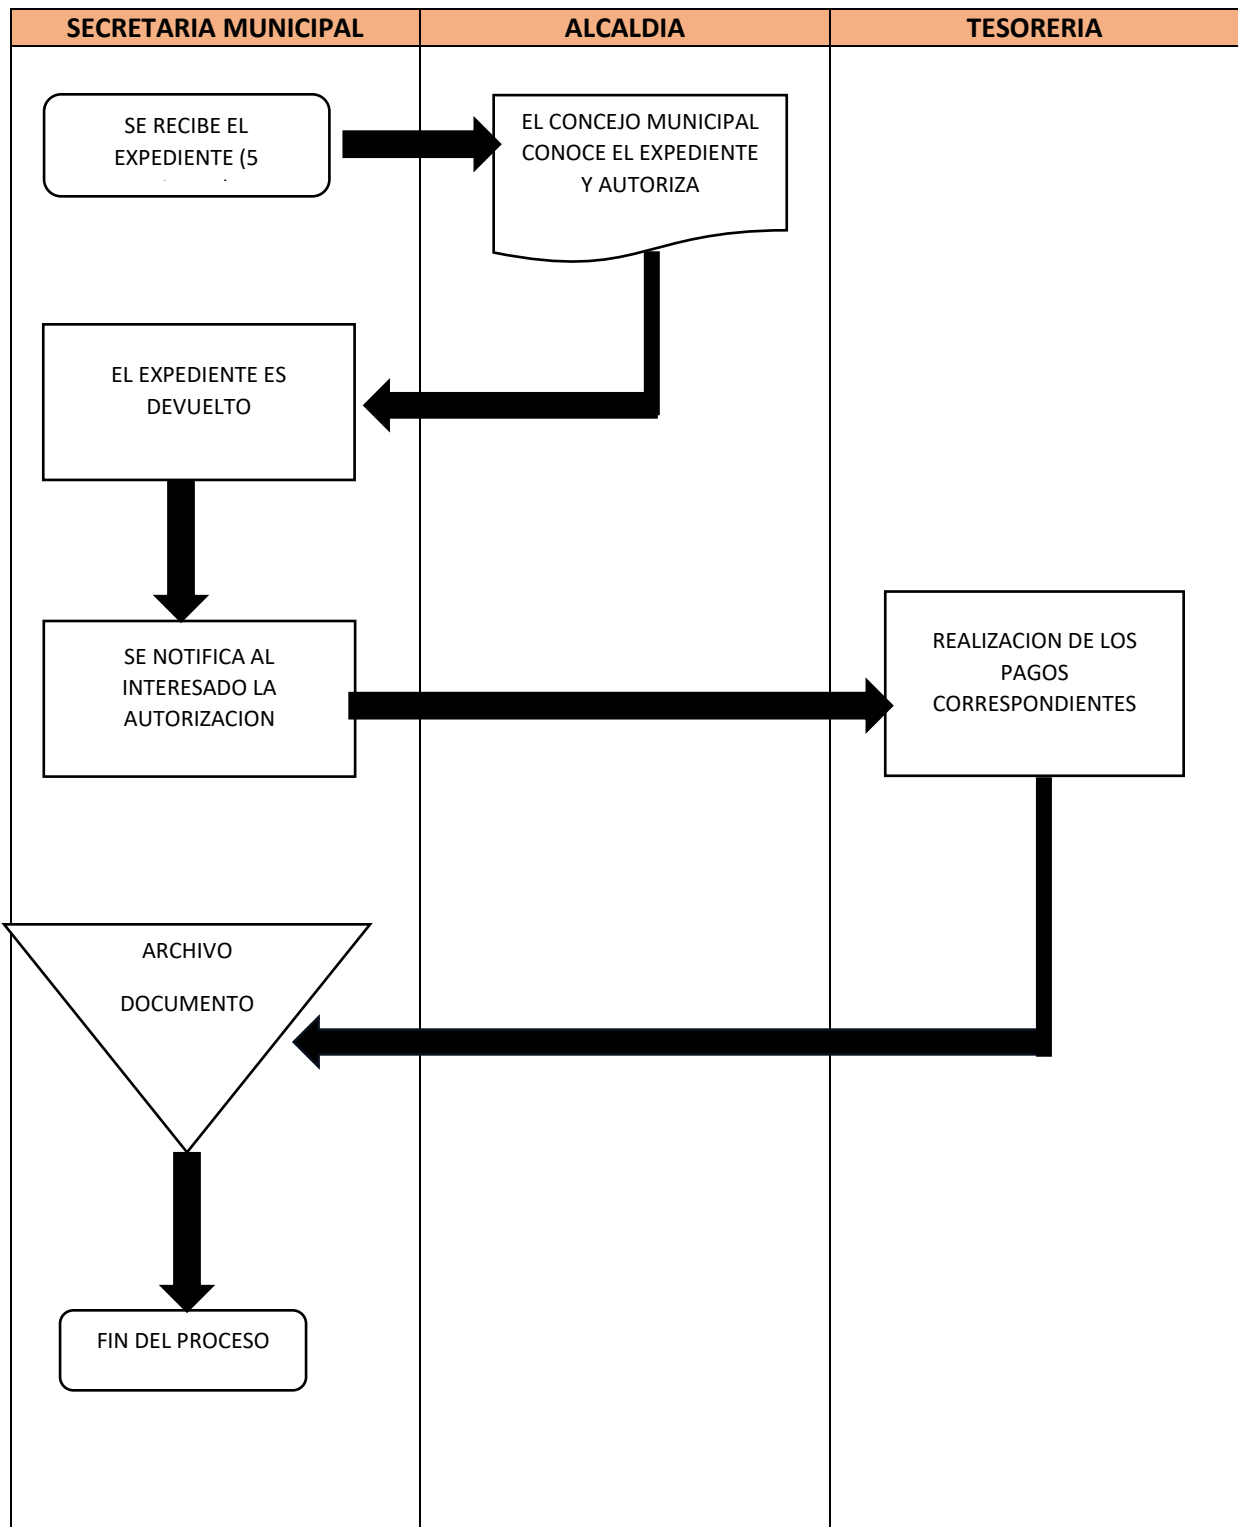 SECRETARIA MUNICIPAL
ALCALDIA
TESORERIA
SE RECIBE EL
EXPEDIENTE (5
EL CONCEJO MUNICIPAL
CONOCE EL EXPEDIENTE
Y AUTORIZA
EL EXPEDIENTE ES
DEVUELTO
SE NOTIFICA AL
INTERESADO LA
AUTORIZACION
REALIZACION DE LOS
PAGOS
CORRESPONDIENTES
ARCHIVO
DOCUMENTO
FIN DEL PROCESO